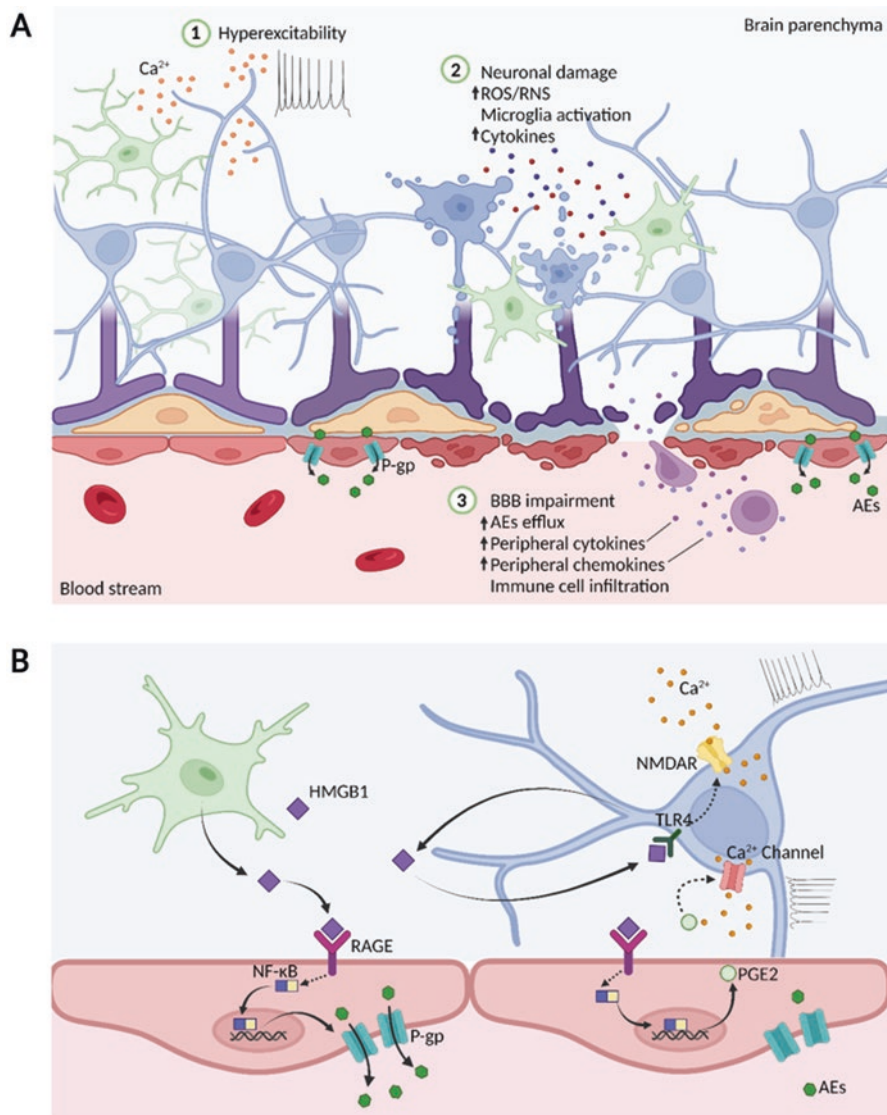 A
1 Hyperexcitability
Brain parenchyma
Ca²⁺
2 Neuronal damage
⬆ROS/RNS
Microglia activation
⬆Cytokines
P-gp
3 BBB impairment
⬆AEs efflux
⬆Peripheral cytokines
⬆Peripheral chemokines
Immune cell infiltration
AEs
Blood stream
B
Ca²⁺
NMDAR
HMGB1
TLR4
Ca²⁺ Channel
RAGE
NF-κB
PGE2
P-gp
AEs